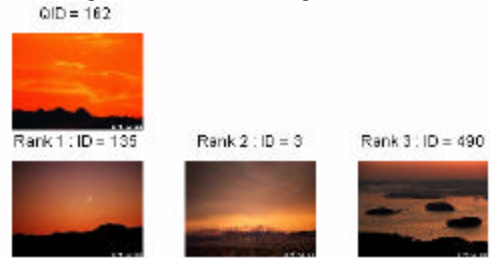 QID = 162
Rank 1 : ID = 135
Rank 2 : ID = 3
Rank 3 : ID = 490